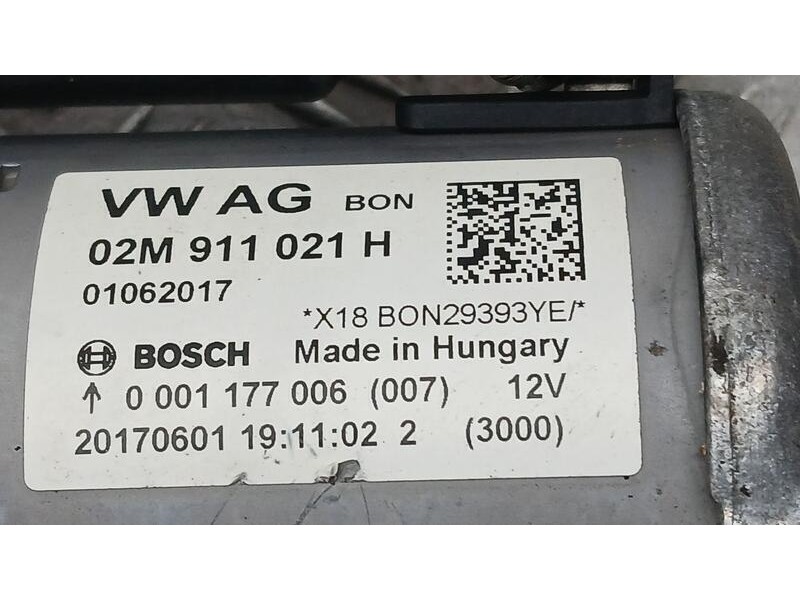 VW AG BON
02M 911 021 H
01062017
*X18 BON29393YE/*
BOSCH Made in Hungary
↑ 0 001 177 006 (007) 12V
20170601 19:11:02 2 (3000)